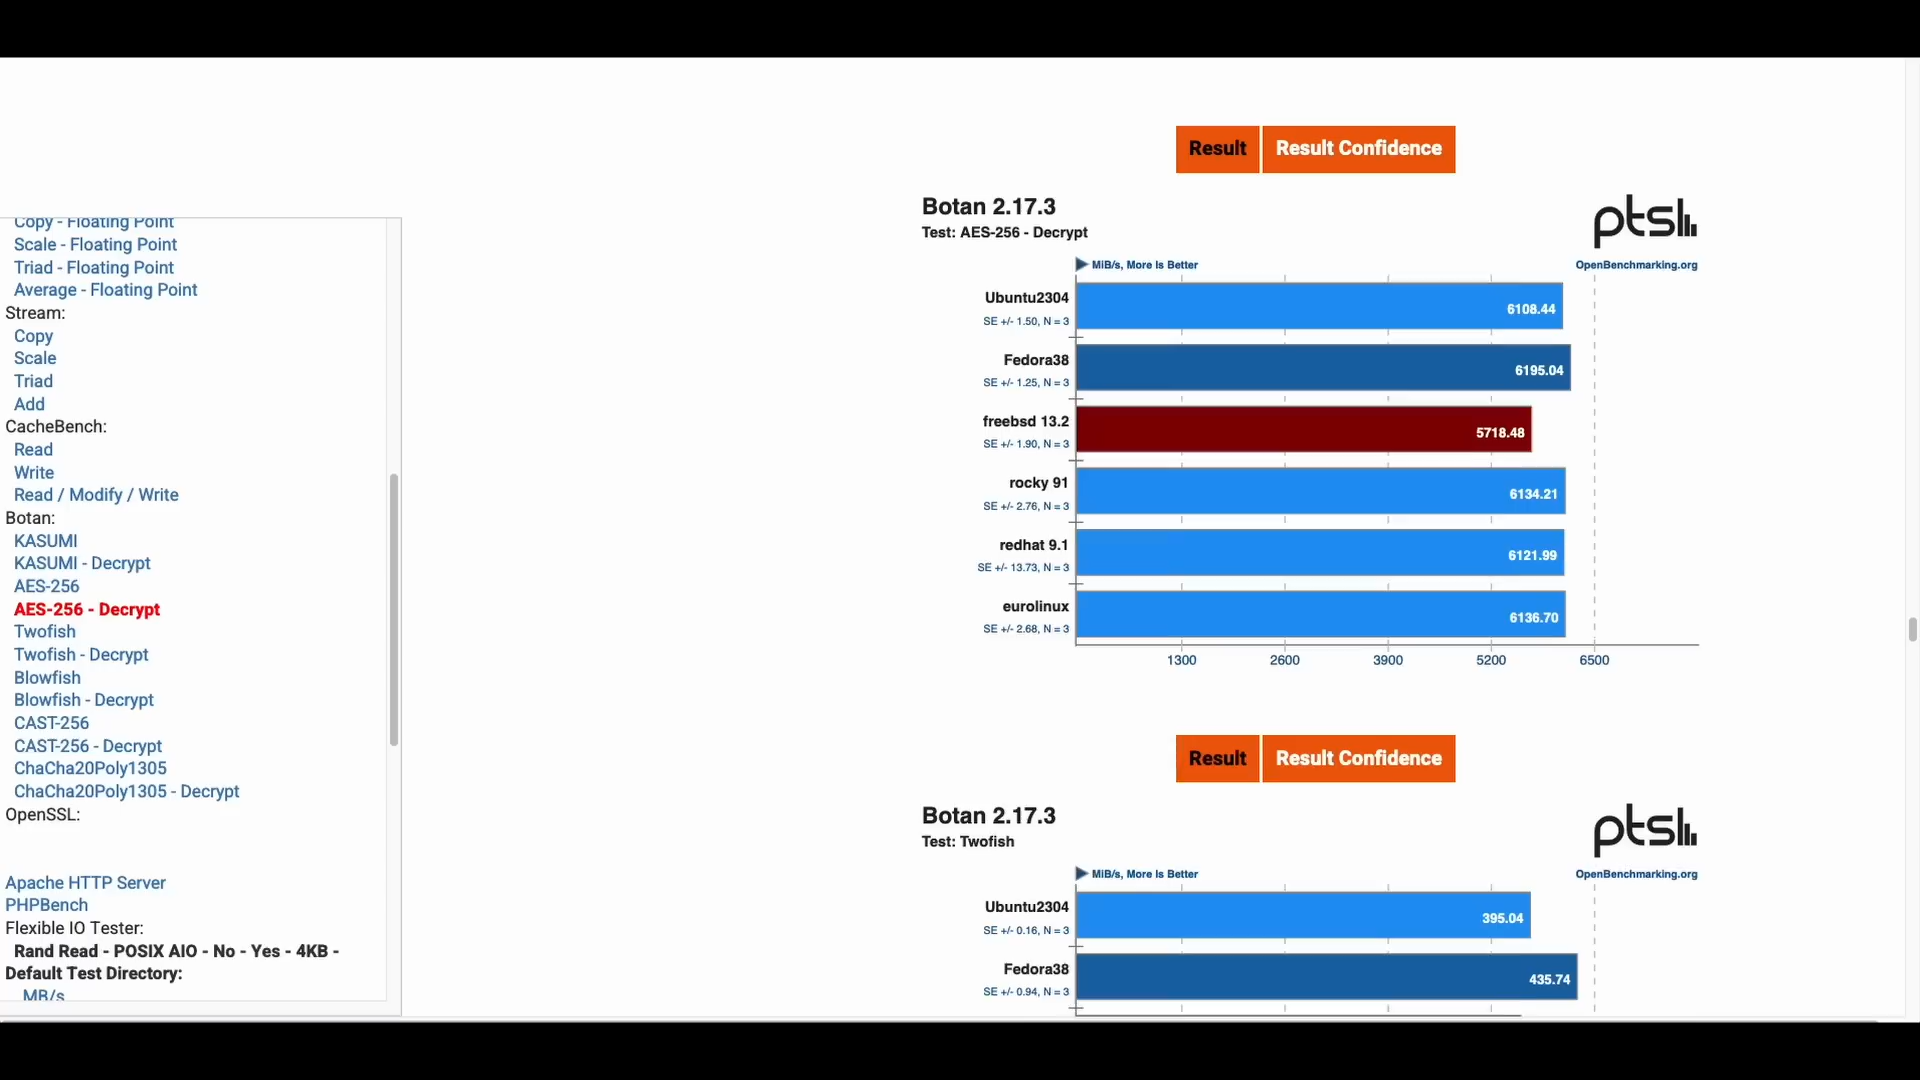 Copy - Floating Point
Scale - Floating Point
Triad - Floating Point
Average - Floating Point
Stream:
Copy
Scale
Triad
Add
CacheBench:
Read
Write
Read / Modify / Write
Botan:
KASUMI
KASUMI - Decrypt
AES-256
AES-256 - Decrypt
Twofish
Twofish - Decrypt
Blowfish
Blowfish - Decrypt
CAST-256
CAST-256 - Decrypt
ChaCha20Poly1305
ChaCha20Poly1305 - Decrypt
OpenSSL:
Apache HTTP Server
PHPBench
Flexible IO Tester:
Rand Read - POSIX AIO - No - Yes - 4KB -
Default Test Directory:
MB/s
Result
Result Confidence
Botan 2.17.3
Test: AES-256 - Decrypt
ptsl
MiB/s, More Is Better
OpenBenchmarking.org
Ubuntu2304
SE +/- 1.50, N = 3
6108.44
Fedora38
SE +/- 1.25, N = 3
6195.04
freebsd 13.2
SE +/- 1.90, N = 3
5718.48
rocky 91
SE +/- 2.76, N = 3
6134.21
redhat 9.1
SE +/- 13.73, N = 3
6121.99
eurolinux
SE +/- 2.68, N = 3
6136.70
1300 2600 3900 5200 6500
Result
Result Confidence
Botan 2.17.3
Test: Twofish
ptsl
MiB/s, More Is Better
OpenBenchmarking.org
Ubuntu2304
SE +/- 0.16, N = 3
395.04
Fedora38
SE +/- 0.94, N = 3
435.74